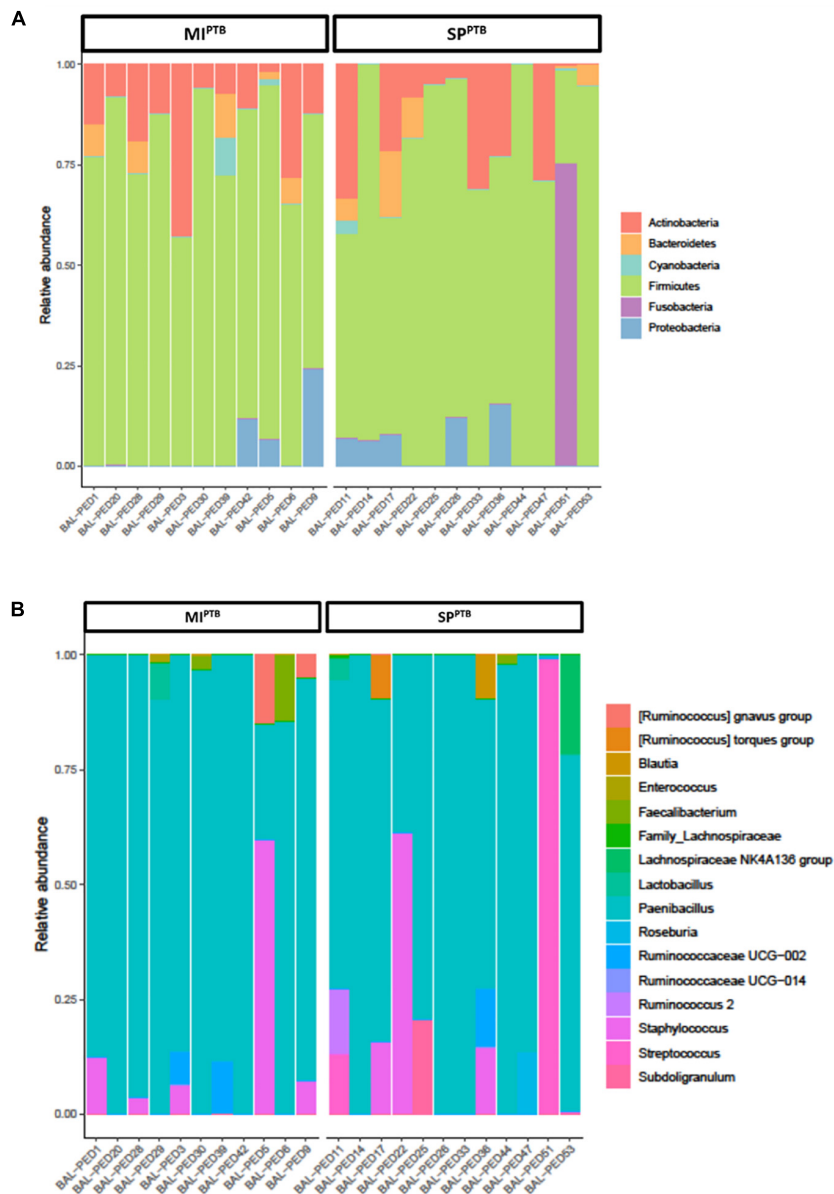 A
MIPTB
SPPTB
1.00
0.75
0.50
0.25
0.00
Relative abundance
BAL-PED1
BAL-PED20
BAL-PED28
BAL-PED29
BAL-PED3
BAL-PED30
BAL-PED39
BAL-PED42
BAL-PED5
BAL-PED6
BAL-PED9
BAL-PED11
BAL-PED14
BAL-PED17
BAL-PED22
BAL-PED25
BAL-PED26
BAL-PED33
BAL-PED36
BAL-PED44
BAL-PED47
BAL-PED51
BAL-PED53
Actinobacteria
Bacteroidetes
Cyanobacteria
Firmicutes
Fusobacteria
Proteobacteria
B
MIPTB
SPPTB
1.00
0.75
0.50
0.25
0.00
Relative abundance
BAL-PED1
BAL-PED20
BAL-PED28
BAL-PED29
BAL-PED3
BAL-PED30
BAL-PED39
BAL-PED42
BAL-PED5
BAL-PED6
BAL-PED9
BAL-PED11
BAL-PED14
BAL-PED17
BAL-PED22
BAL-PED25
BAL-PED26
BAL-PED33
BAL-PED36
BAL-PED44
BAL-PED47
BAL-PED51
BAL-PED53
[Ruminococcus] gnavus group
[Ruminococcus] torques group
Blautia
Enterococcus
Faecalibacterium
Family_Lachnospiraceae
Lachnospiraceae NK4A136 group
Lactobacillus
Paenibacillus
Roseburia
Ruminococcaceae UCG-002
Ruminococcaceae UCG-014
Ruminococcus 2
Staphylococcus
Streptococcus
Subdoligranulum